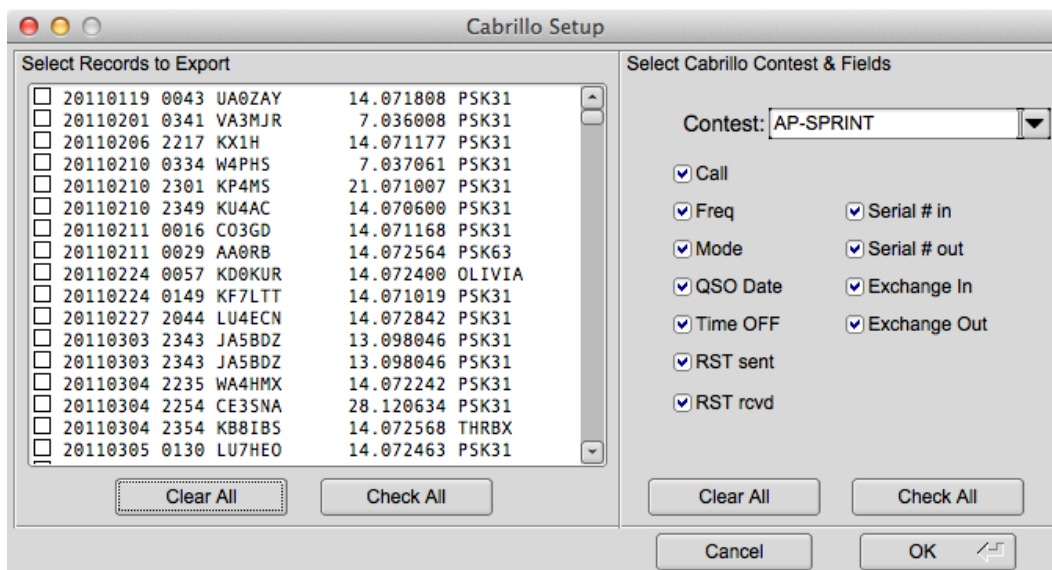 Cabrillo Setup
Select Records to Export
20110119 0043 UA0ZAY 14.071808 PSK31
20110201 0341 VA3MJR 7.036008 PSK31
20110206 2217 KX1H 14.071177 PSK31
20110210 0334 W4PHS 7.037061 PSK31
20110210 2301 KP4MS 21.071007 PSK31
20110210 2349 KU4AC 14.070600 PSK31
20110211 0016 CO3GD 14.071168 PSK31
20110211 0029 AA0RB 14.072564 PSK63
20110224 0057 KD0KUR 14.072400 OLIVIA
20110224 0149 KF7LTT 14.071019 PSK31
20110227 2044 LU4ECN 14.072842 PSK31
20110303 2343 JA5BDZ 13.098046 PSK31
20110303 2343 JA5BDZ 13.098046 PSK31
20110304 2235 WA4HMX 14.072242 PSK31
20110304 2254 CE3SNA 28.120634 PSK31
20110304 2354 KB8IBS 14.072568 THRBX
20110305 0130 LU7HEO 14.072463 PSK31
Clear All Check All
Select Cabrillo Contest & Fields
Contest: AP-SPRINT
Call
Freq Serial # in
Mode Serial # out
QSO Date Exchange In
Time OFF Exchange Out
RST sent
RST rcvd
Clear All Check All
Cancel OK